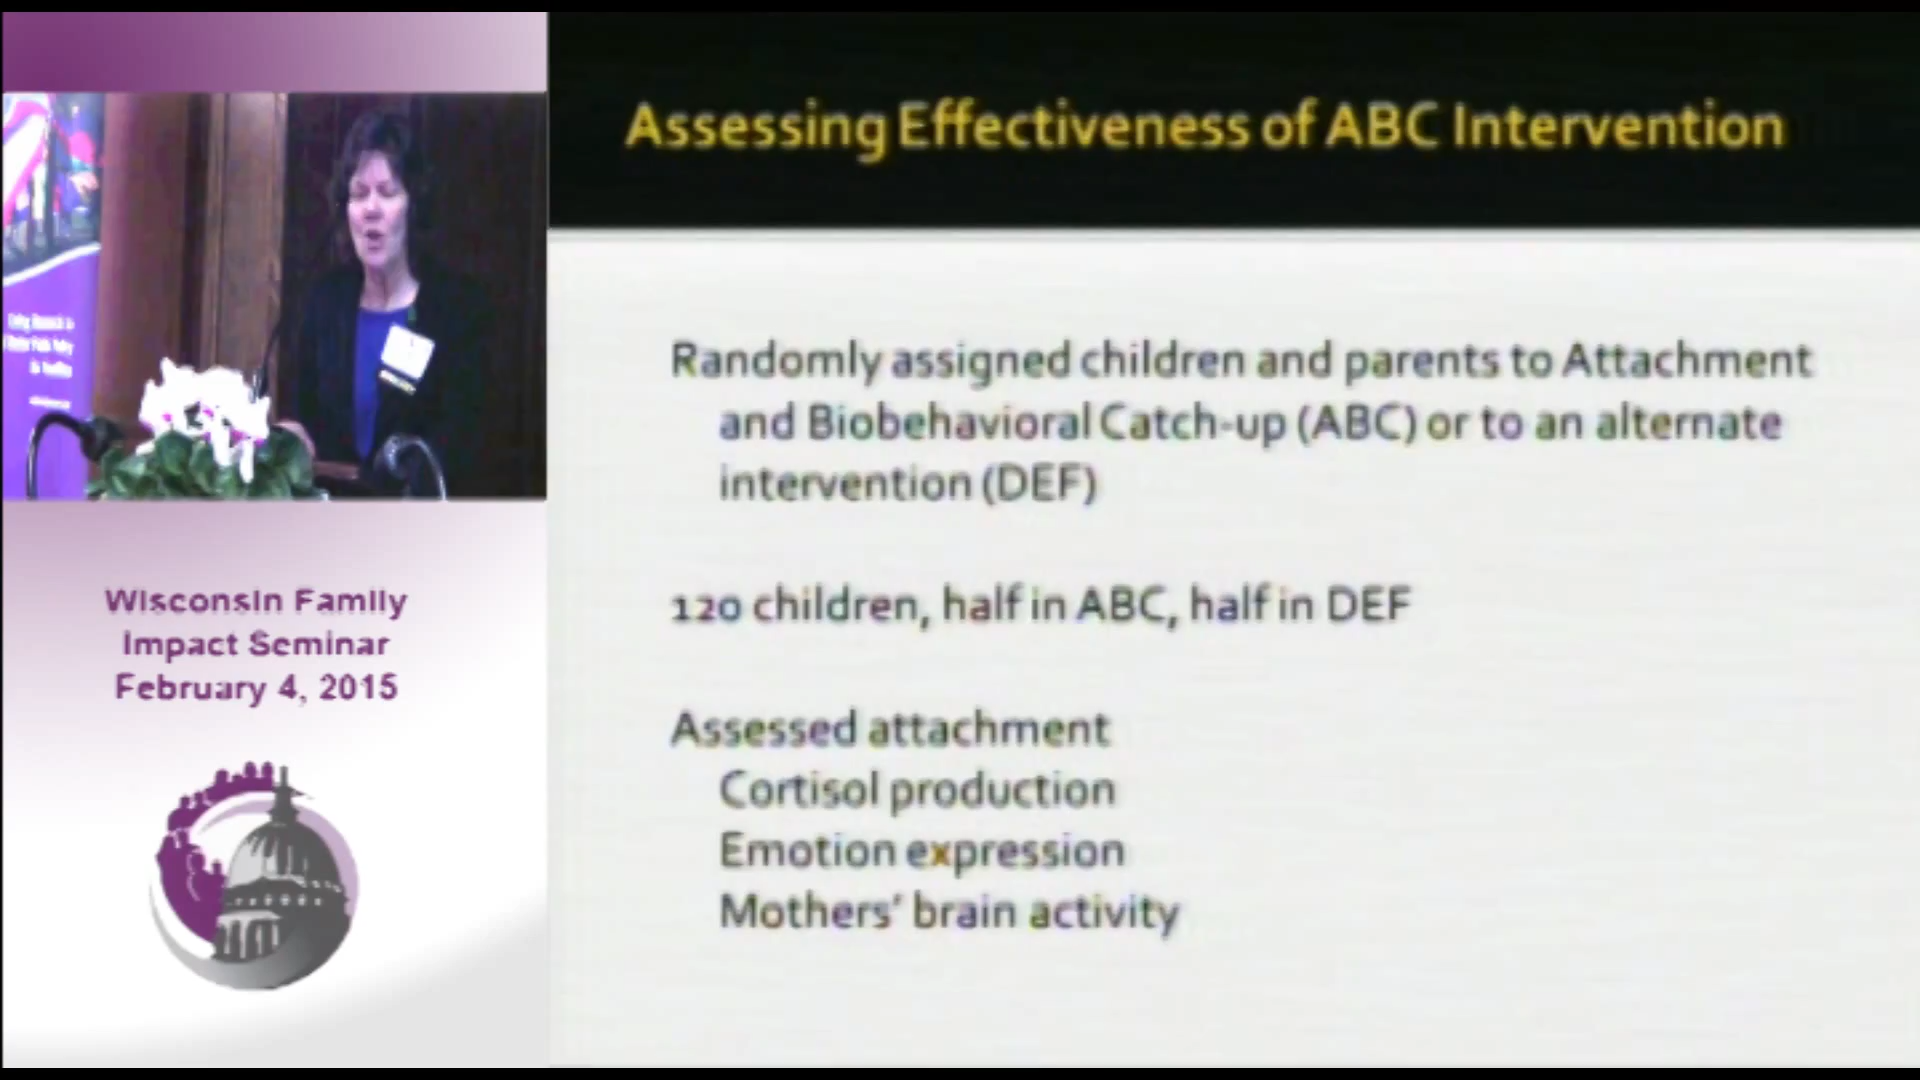 Assessing Effectiveness of ABC Intervention
Randomly assigned children and parents to Attachment
and Biobehavioral Catch-up (ABC) or to an alternate
intervention (DEF)
120 children, half in ABC, half in DEF
Assessed attachment
Cortisol production
Emotion expression
Mothers' brain activity
Wisconsin Family
Impact Seminar
February 4, 2015